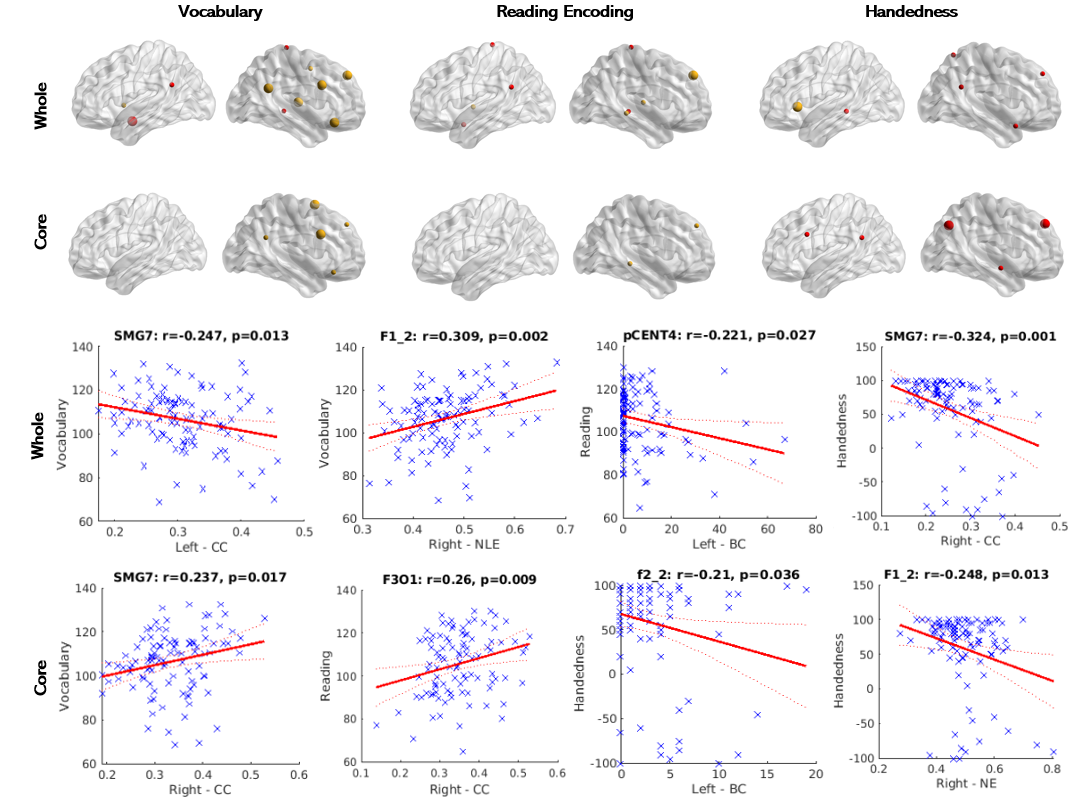 Vocabulary Reading Encoding Handedness
Whole
Core
Whole
SMG7: r=-0.247, p=0.013
140
120
100
80
60
Vocabulary
0.2 0.3 0.4 0.5
Left - CC
F1_2: r=0.309, p=0.002
140
120
100
80
60
Vocabulary
0.3 0.4 0.5 0.6 0.7
Right - NLE
pCENT4: r=-0.221, p=0.027
140
120
100
80
60
Reading
0 20 40 60 80
Left - BC
SMG7: r=-0.324, p=0.001
150
100
50
0
-50
-100
Handedness
0.1 0.2 0.3 0.4 0.5
Right - CC
Core
SMG7: r=0.237, p=0.017
140
120
100
80
60
Vocabulary
0.2 0.3 0.4 0.5 0.6
Right - CC
F3O1: r=0.26, p=0.009
140
120
100
80
60
Reading
0.1 0.2 0.3 0.4 0.5 0.6
Right - CC
f2_2: r=-0.21, p=0.036
100
50
0
-50
-100
Handedness
0 5 10 15 20
Left - BC
F1_2: r=-0.248, p=0.013
150
100
50
0
-50
-100
Handedness
0.2 0.4 0.6 0.8
Right - NE